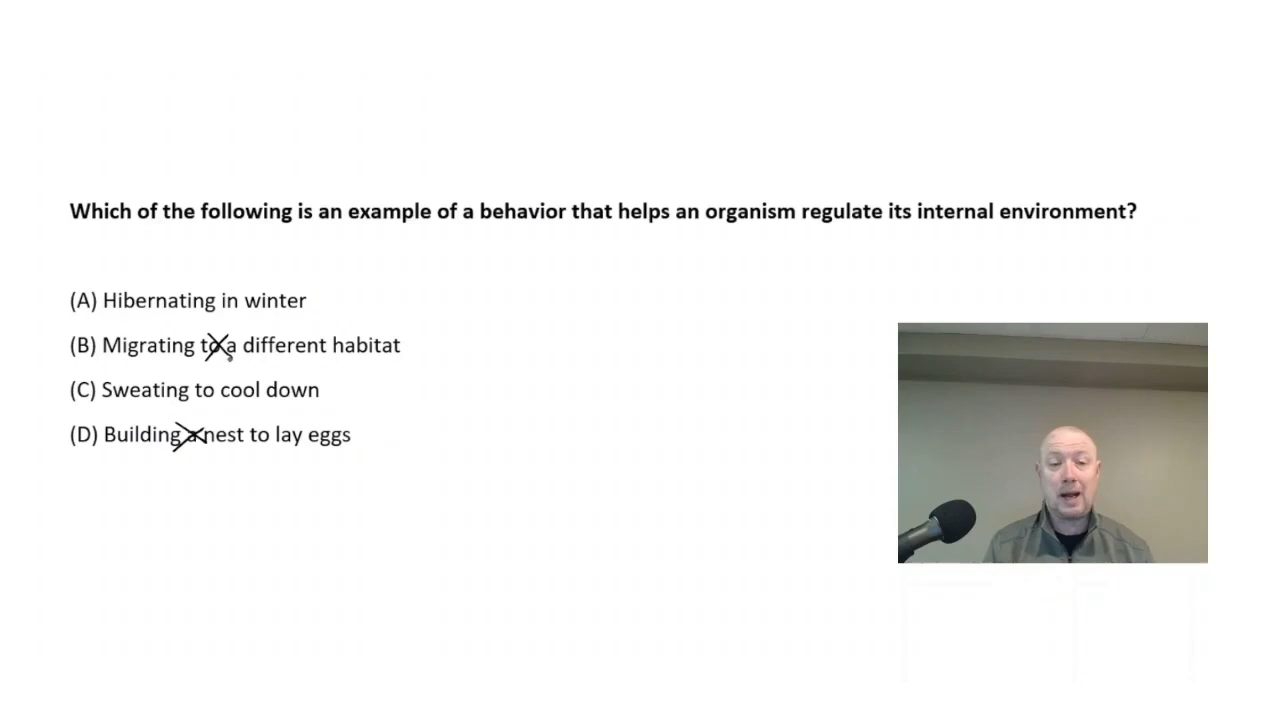 Which of the following is an example of a behavior that helps an organism regulate its internal environment?
(A) Hibernating in winter
(B) Migrating to a different habitat
(C) Sweating to cool down
(D) Building a nest to lay eggs